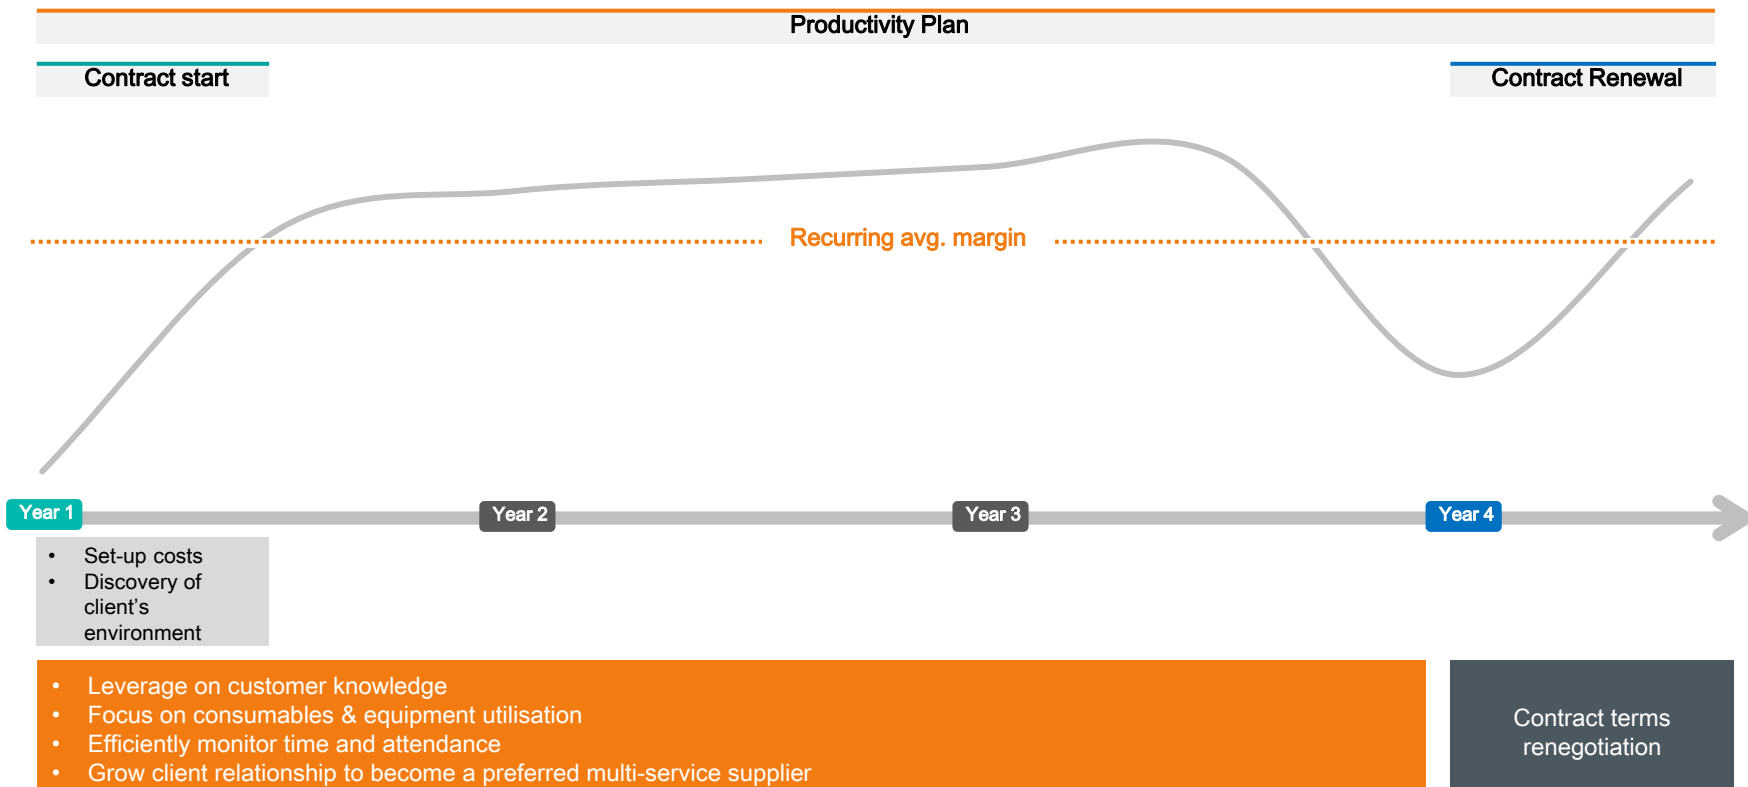 Productivity Plan
Contract start
Contract Renewal
Recurring avg. margin
Year 1
Year 2
Year 3
Year 4
• Set-up costs
• Discovery of
client’s
environment
• Leverage on customer knowledge
• Focus on consumables & equipment utilisation
• Efficiently monitor time and attendance
• Grow client relationship to become a preferred multi-service supplier
Contract terms
renegotiation